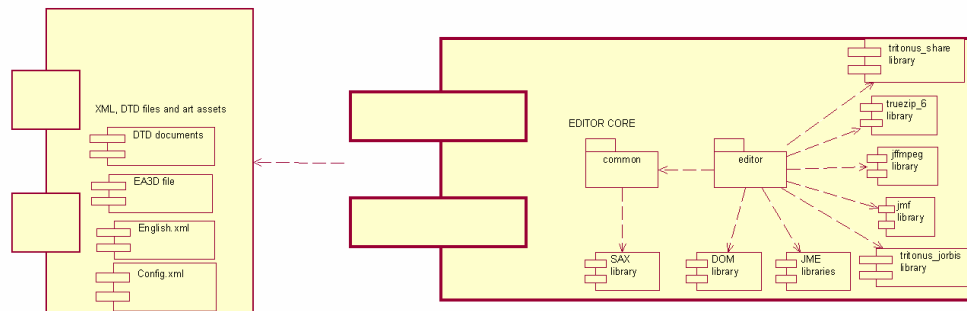 XML, DTD files and art assets
DTD documents
EA3D file
English.xml
Config.xml
EDITOR CORE
common
editor
tritonus_share
library
truezip_6
library
jffmpeg
library
jmf
library
tritonus_jorbis
library
SAX
library
DOM
library
JME
libraries